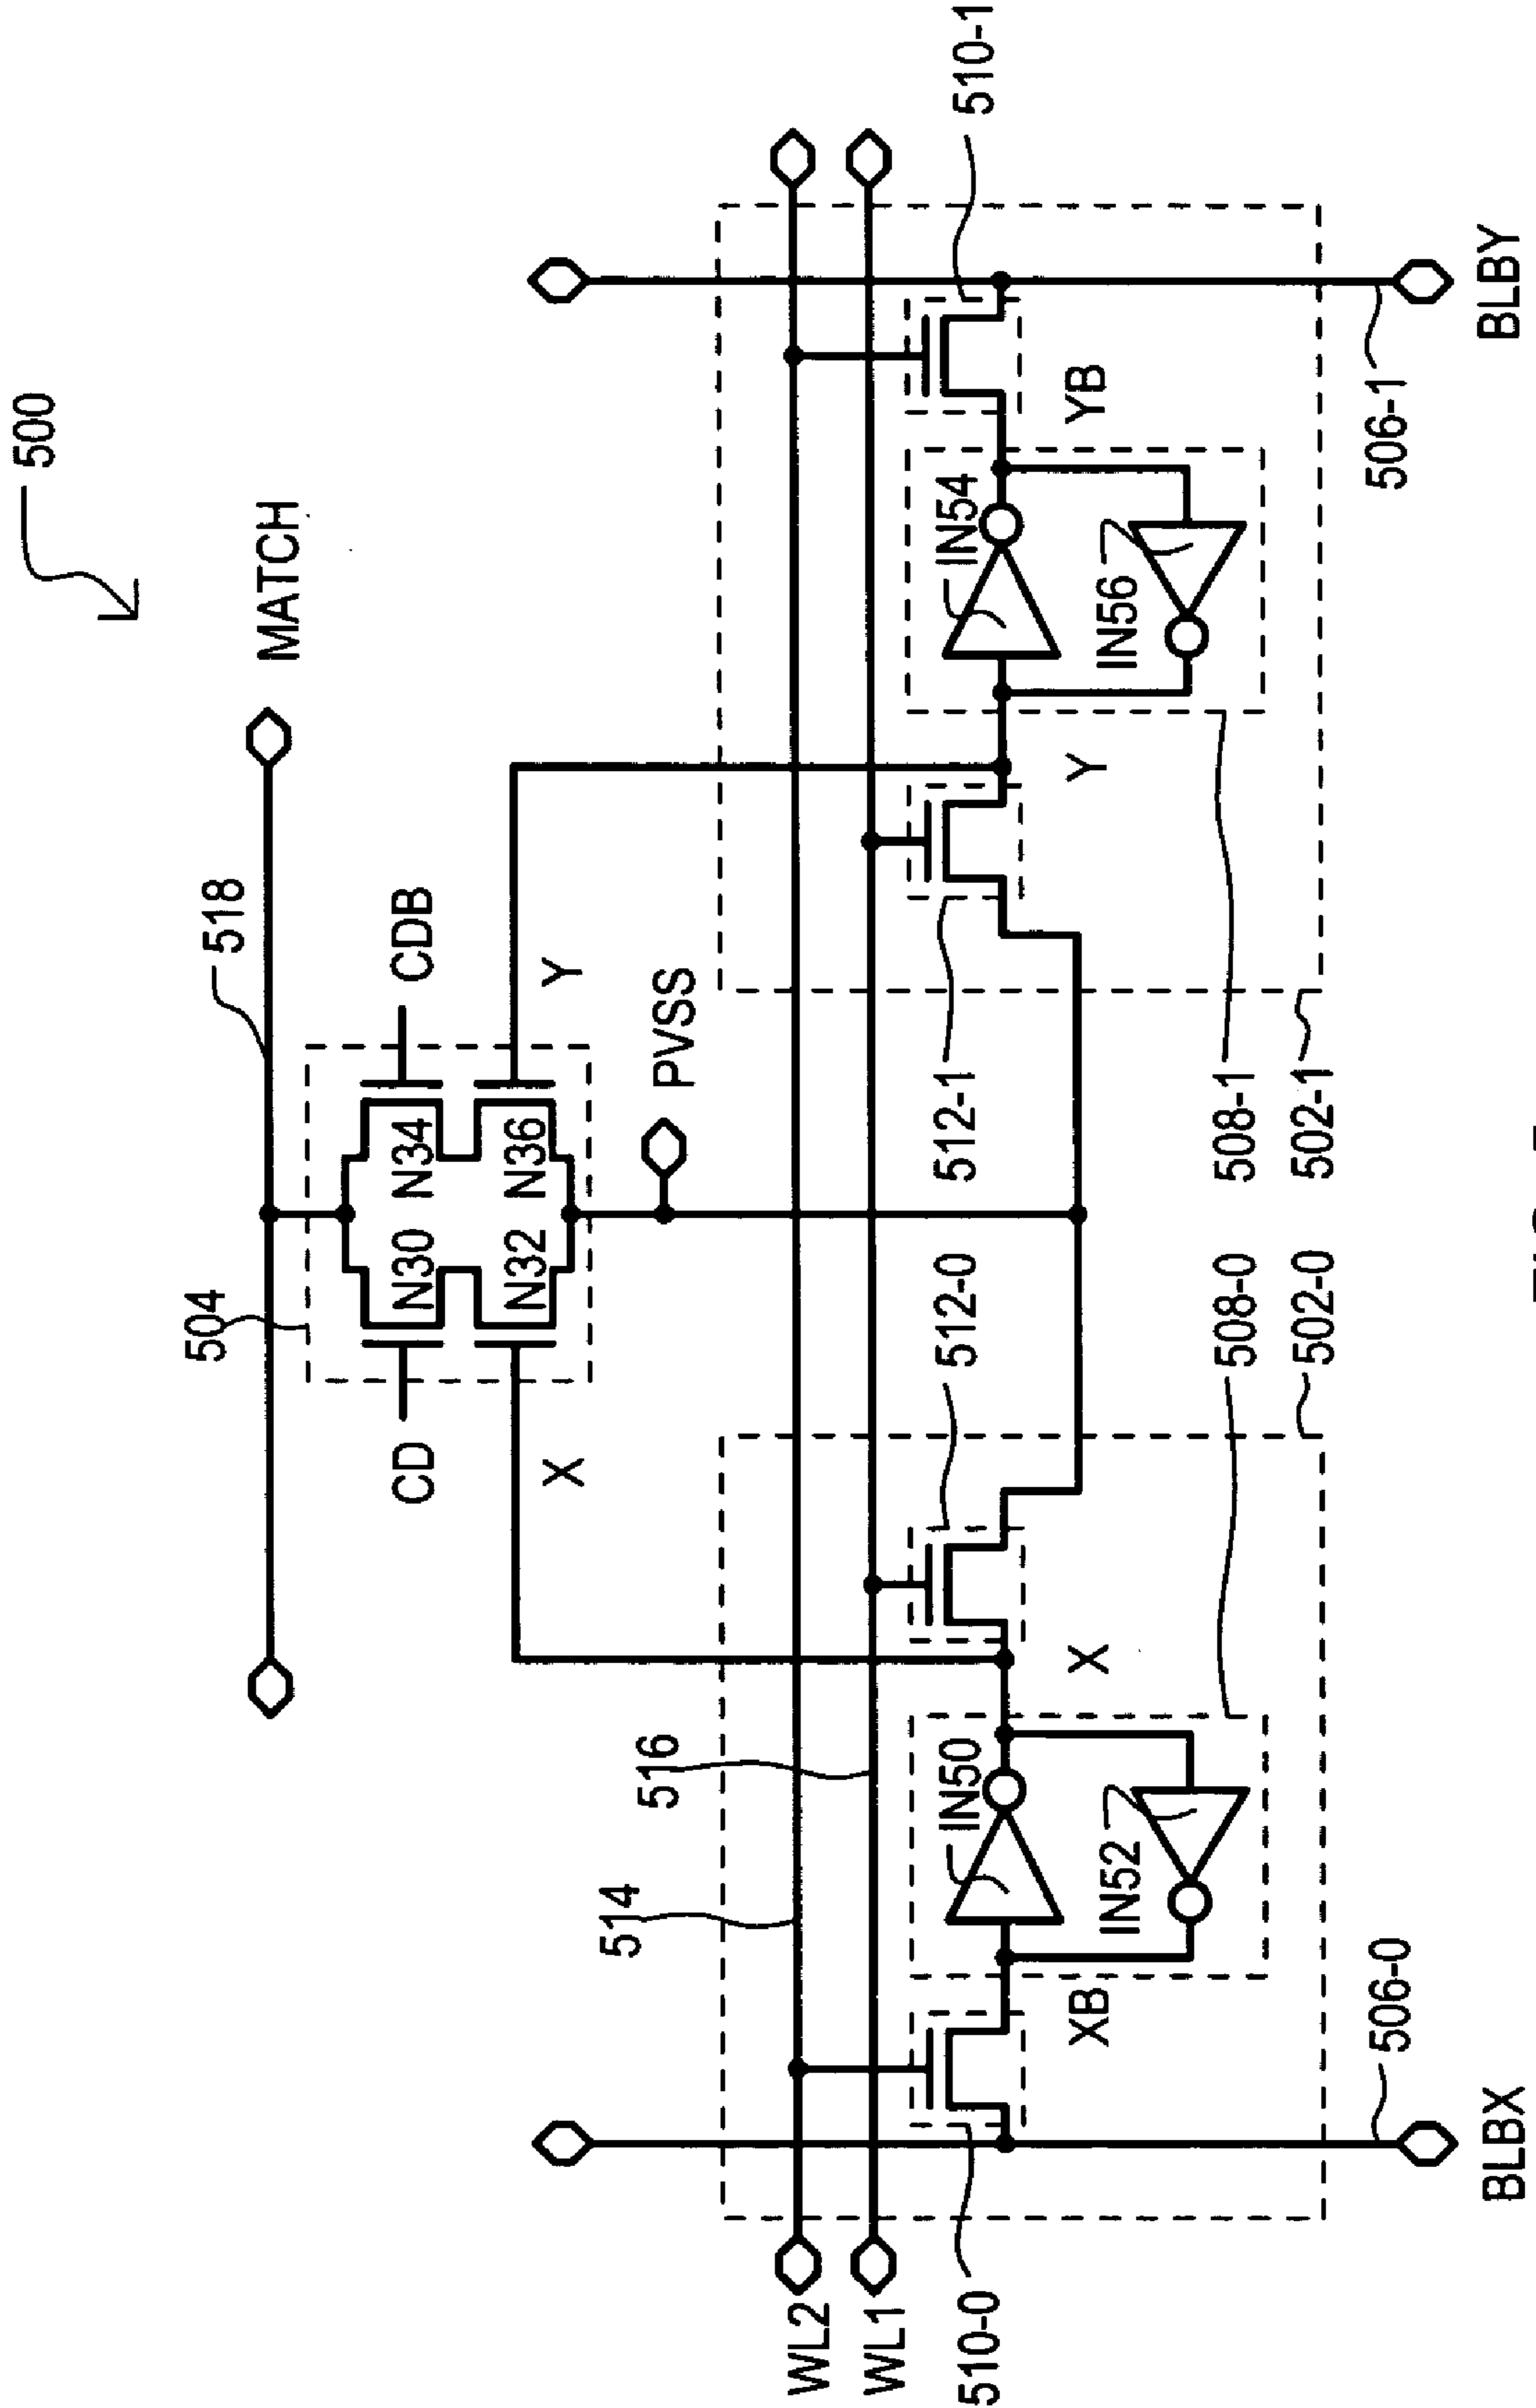 500
MATCH
518
504
CD
CDB
N30
N34
N32
N36
X
Y
PVSS
514
516
WL2
WL1
510-0
512-0
512-1
510-1
IN50
IN54
XB
X
Y
YB
IN52
IN56
508-0
508-1
502-0
502-1
506-0
506-1
BLBX
BLBY